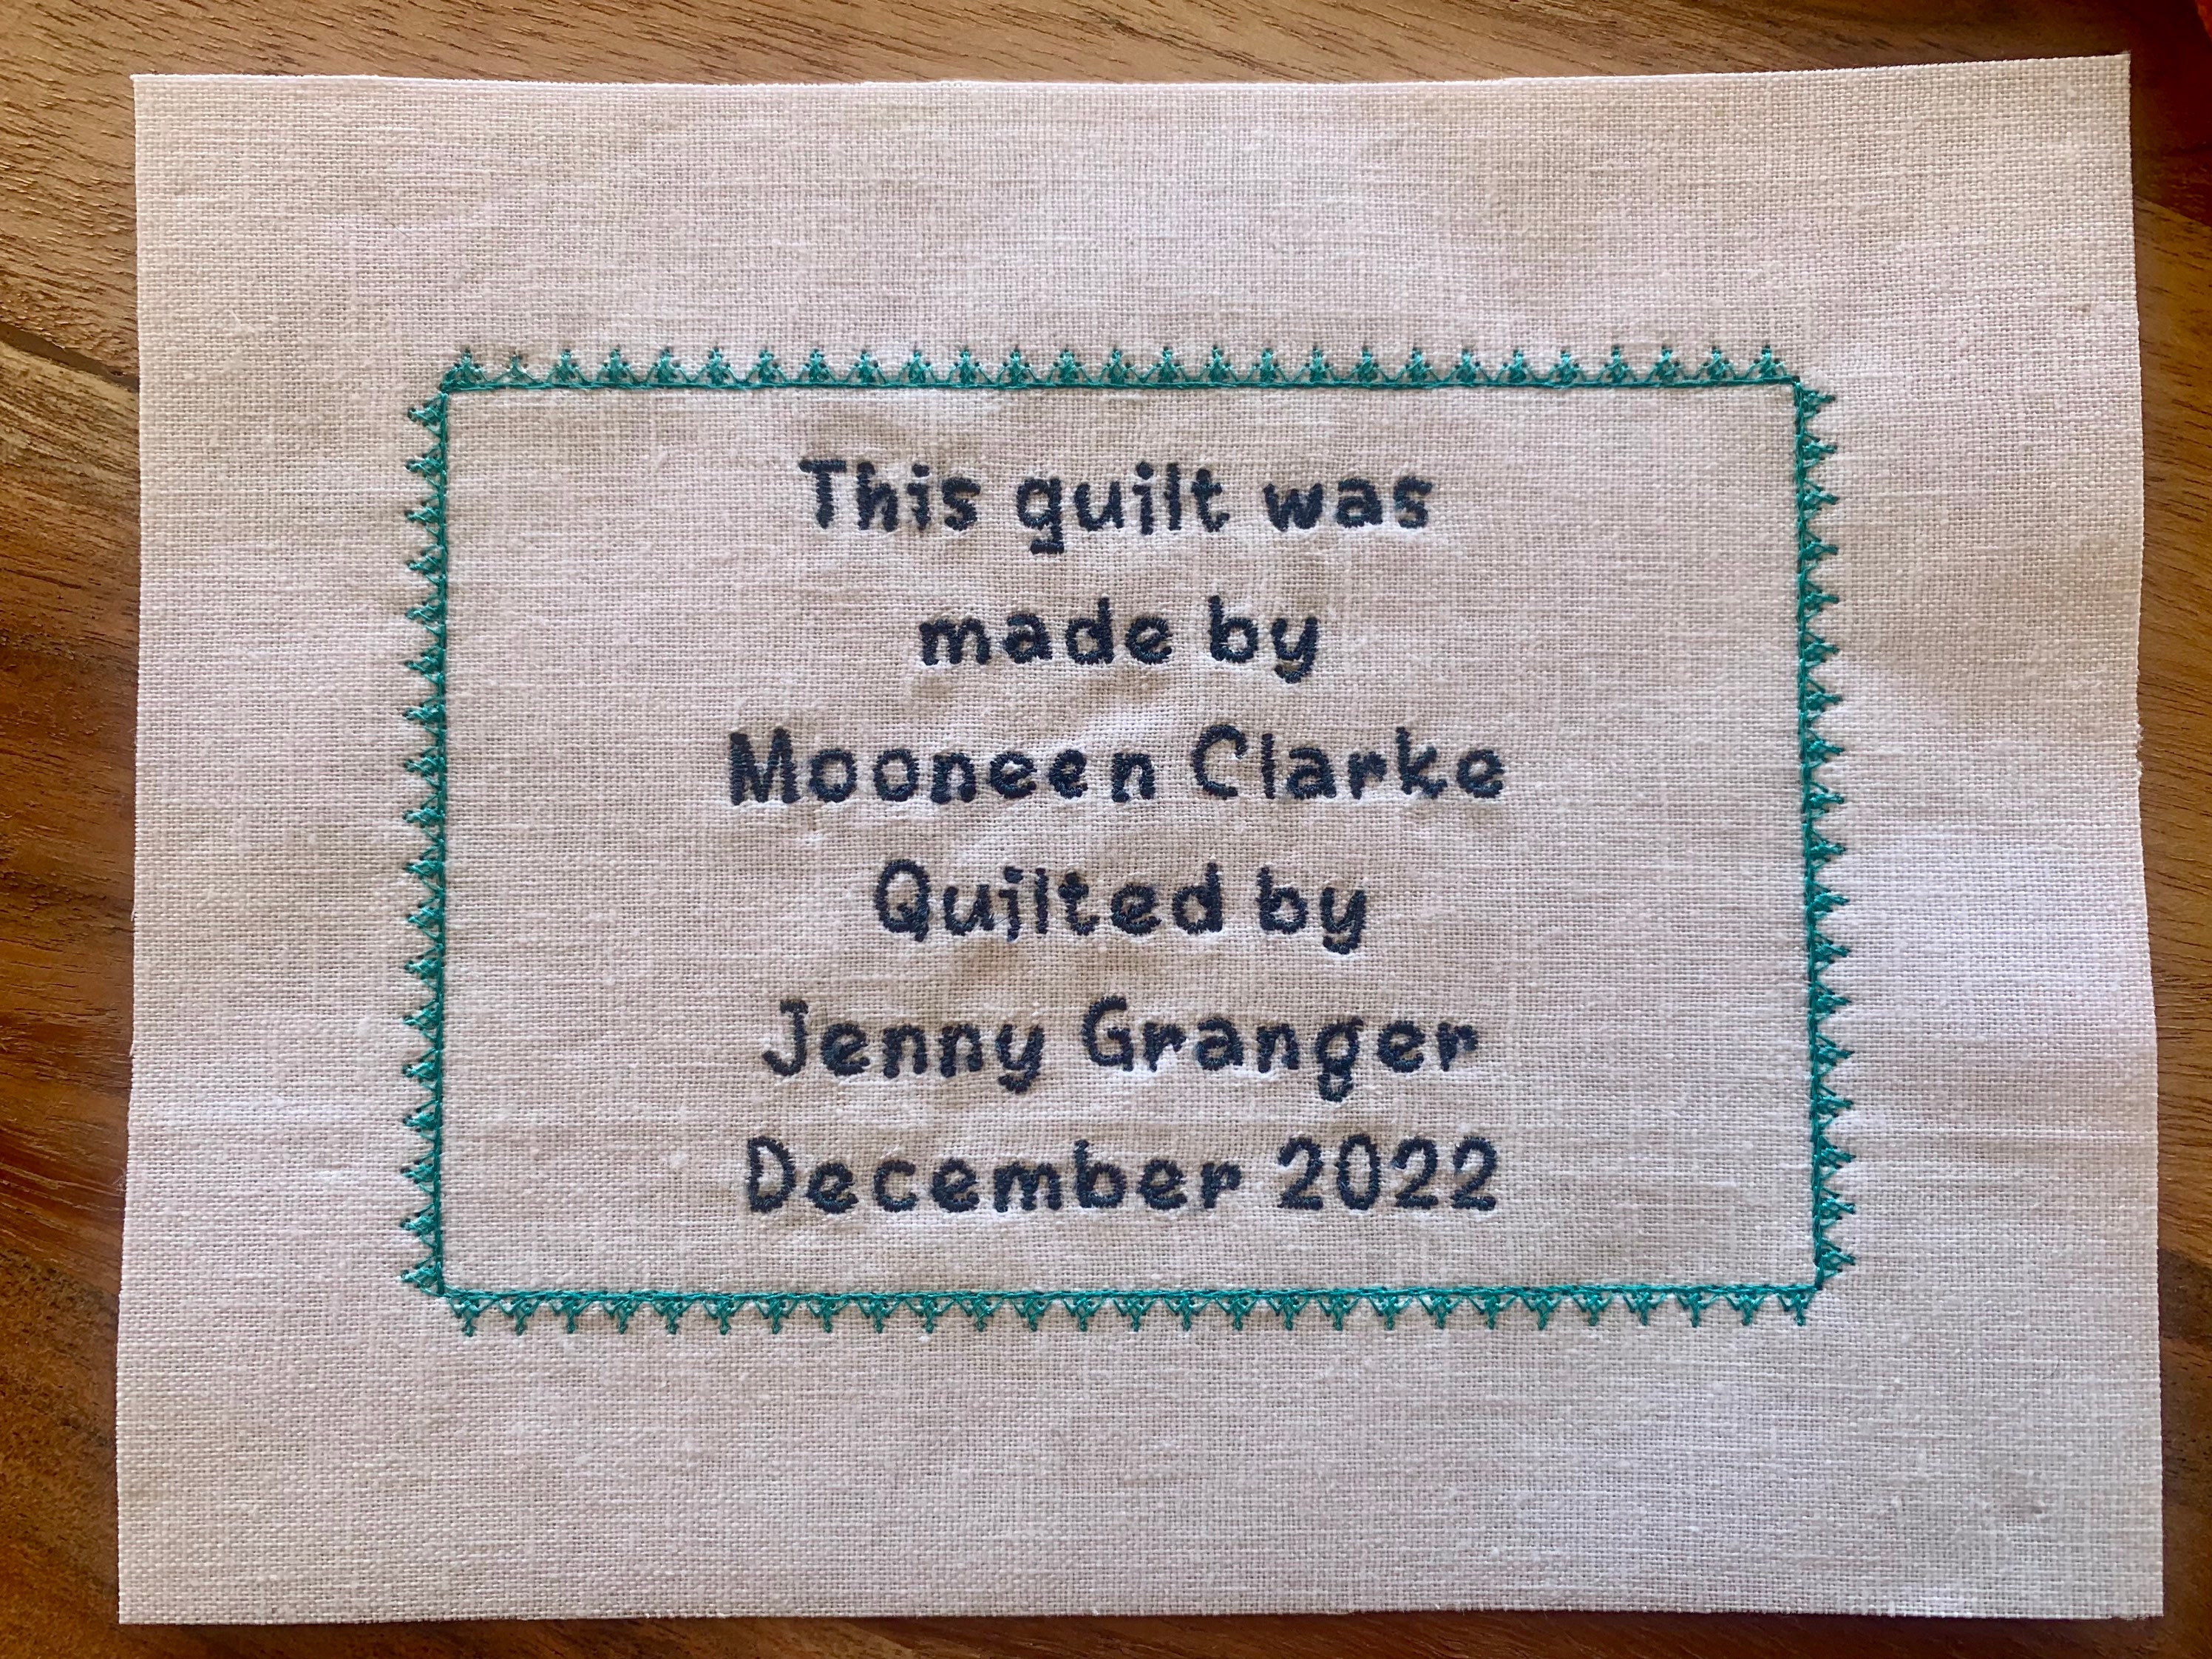 This quilt was
made by
Mooneen Clarke
Quilted by
Jenny Granger
December 2022